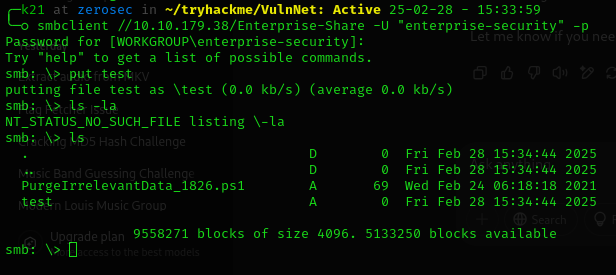 k21 at zerosec in ~/tryhackme/VulnNet: Active 25-02-28 - 15:33:59
smbclient //10.10.179.38/Enterprise-Share -U "enterprise-security" -p
Let me know if you nee
Password for [WORKGROUP\enterprise-security]:
Try "help" to get a list of possible commands.
smb: \> put test
putting file test as \test (0.0 kb/s) (average 0.0 kb/s)
smb: \> ls -la
NT_STATUS_NO_SUCH_FILE listing \-la
MD5 Hash Challenge
smb: \> ls
. D 0 Fri Feb 28 15:34:44 2025
Music Band Guessing Challenge
.. D 0 Fri Feb 28 15:34:44 2025
PurgeIrrelevantData_1826.ps1 A 69 Wed Feb 24 06:18:18 2021
test A 0 Fri Feb 28 15:34:44 2025
Louis Music Group
Search
Upgrade plan
9558271 blocks of size 4096. 5133250 blocks available
access to the best models
smb: \>